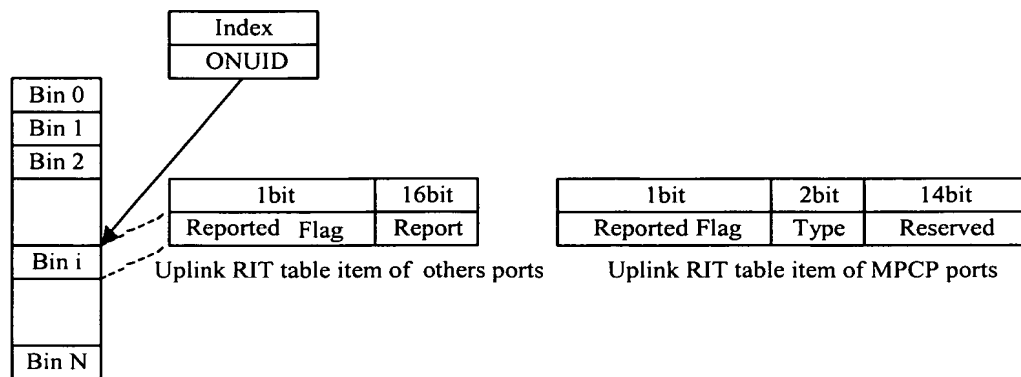 Index
ONUID
Bin 0
Bin 1
Bin 2
Bin i
Bin N
1bit 16bit
Reported Flag Report
Uplink RIT table item of others ports
1bit 2bit 14bit
Reported Flag Type Reserved
Uplink RIT table item of MPCP ports